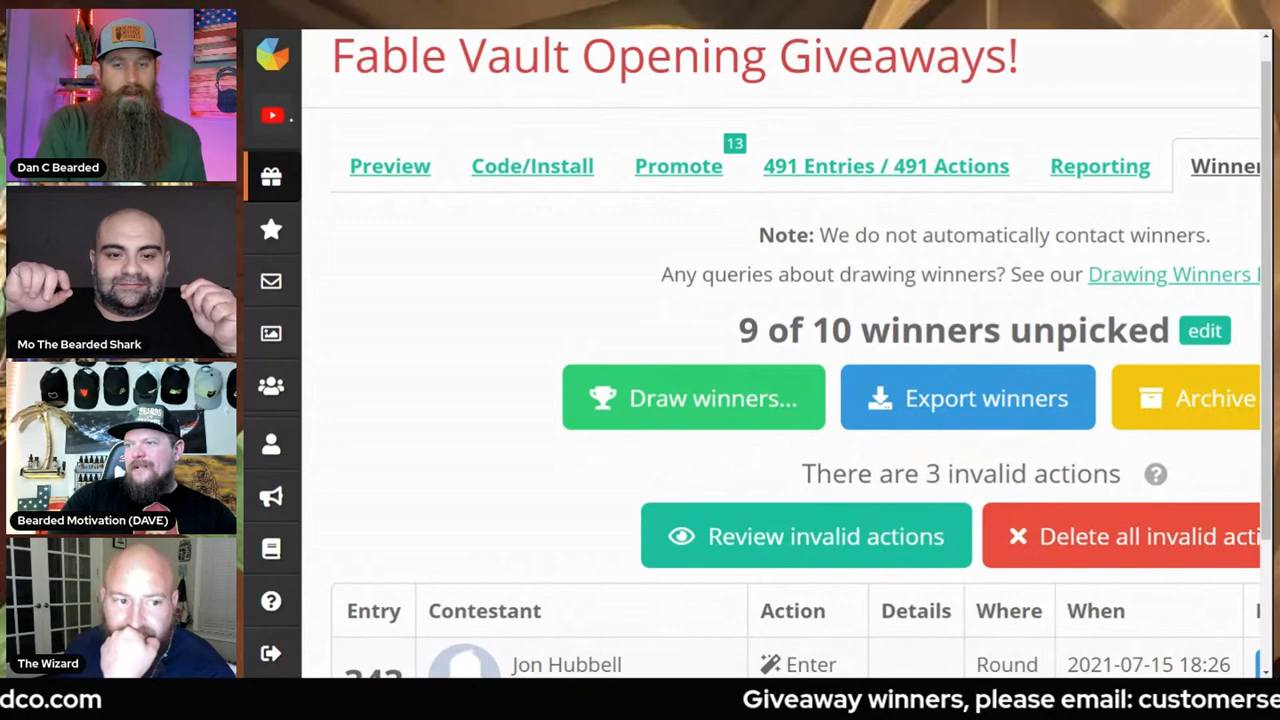 Fable Vault Opening Giveaways!
13
Preview Code/Install Promote 491 Entries / 491 Actions Reporting Winner
Note: We do not automatically contact winners.
Any queries about drawing winners? See our Drawing Winners
9 of 10 winners unpicked edit
Draw winners... Export winners Archive
There are 3 invalid actions ?
Review invalid actions Delete all invalid acti
Entry Contestant Action Details Where When
Jon Hubbell Enter Round 2021-07-15 18:26
Dan C Bearded
Mo The Bearded Shark
BEARDS
Bearded Motivation (DAVE)
The Wizard
dco.com Giveaway winners, please email: customerse